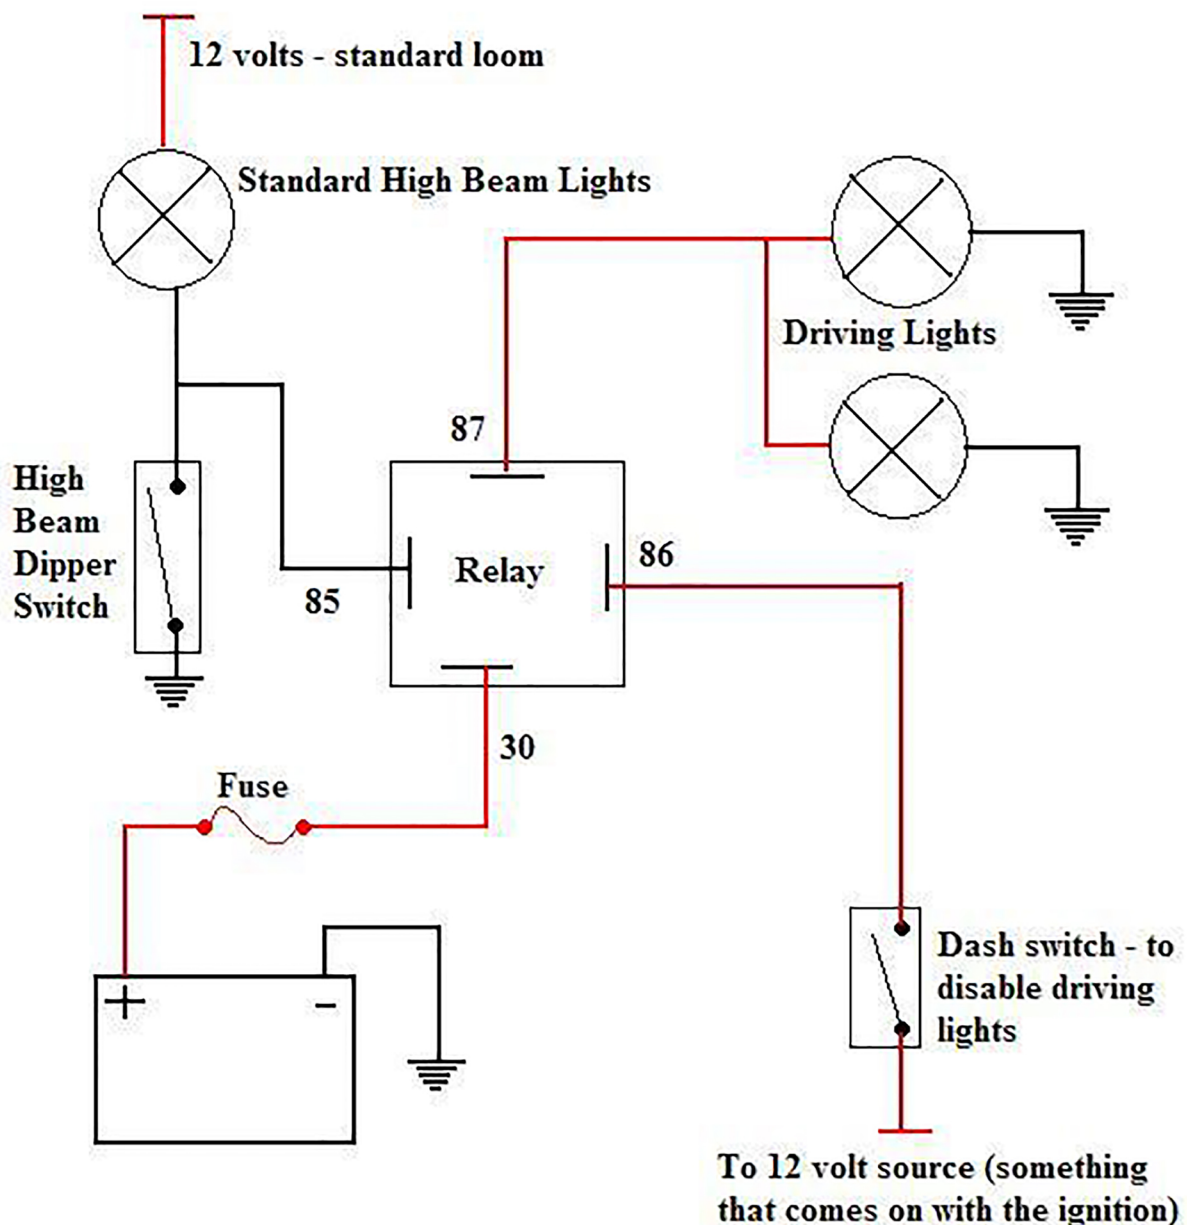 12 volts - standard loom
Standard High Beam Lights
Driving Lights
87
High
Beam
Dipper
Switch
Relay
86
85
30
Fuse
+
-
Dash switch - to
disable driving
lights
To 12 volt source (something
that comes on with the ignition)